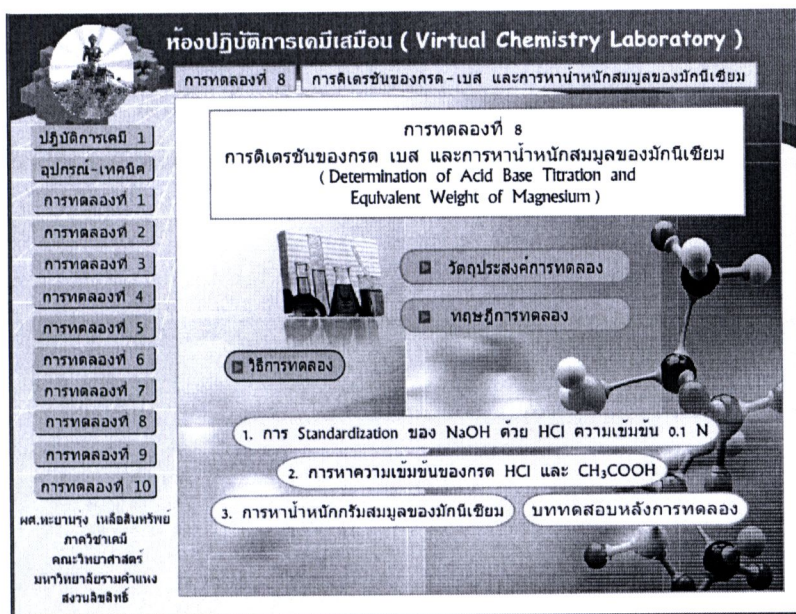 ห้องปฏิบัติการเคมีเสมือน ( Virtual Chemistry Laboratory )
การทดลองที่ 8
การติเตรชันของกรด-เบส และการหาน้ำหนักสมมูลของมักนีเซียม
ปฏิบัติการเคมี 1
อุปกรณ์-เทคนิค
การทดลองที่ 1
การทดลองที่ 2
การทดลองที่ 3
การทดลองที่ 4
การทดลองที่ 5
การทดลองที่ 6
การทดลองที่ 7
การทดลองที่ 8
การทดลองที่ 9
การทดลองที่ 10
ผศ.ทะยานรุ่ง เหลือสินทรัพย์
ภาควิชาเคมี
คณะวิทยาศาสตร์
มหาวิทยาลัยรามคำแหง
สงวนลิขสิทธิ์
การทดลองที่ 8
การติเตรชันของกรด เบส และการหาน้ำหนักสมมูลของมักนีเซียม
( Determination of Acid Base Titration and
Equivalent Weight of Magnesium )
วัตถุประสงค์การทดลอง
ทฤษฎีการทดลอง
วิธีการทดลอง
1. การ Standardization ของ NaOH ด้วย HCl ความเข้มข้น 0.1 N
2. การหาความเข้มข้นของกรด HCl และ CH₃COOH
3. การหาน้ำหนักกรัมสมมูลของมักนีเซียม
บททดสอบหลังการทดลอง